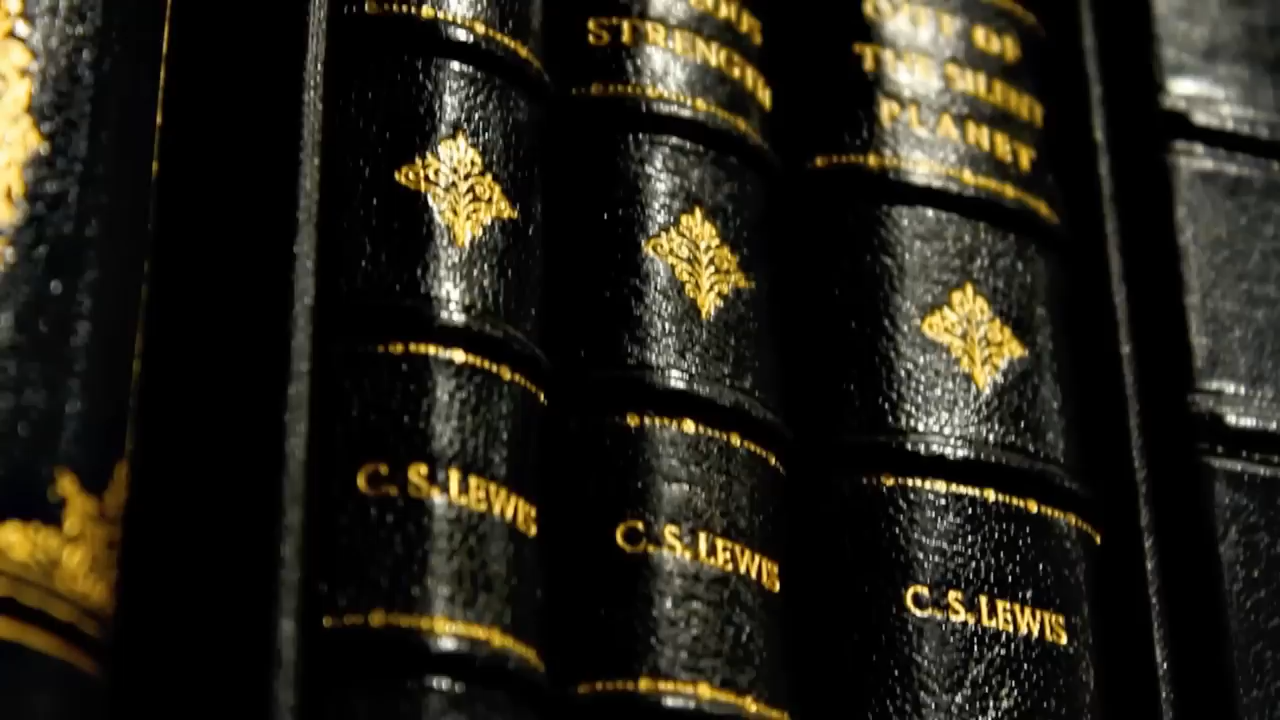 C. S. LEWIS
STRENGTH
C. S. LEWIS
OUT OF
THE SILENT
PLANET
C. S. LEWIS